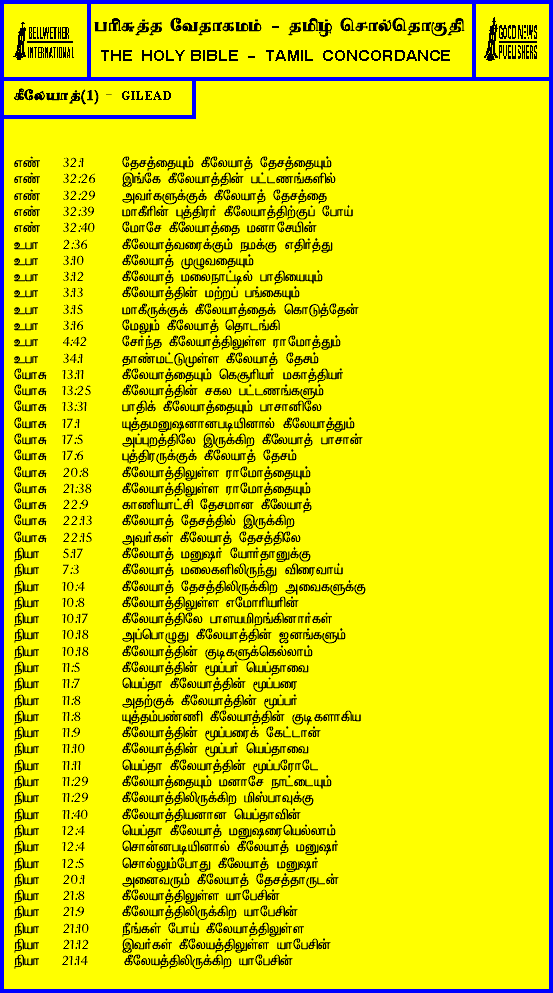 BELLWETHER INTERNATIONAL
பரிசுத்த வேதாகமம் - தமிழ் சொல்தொகுதி
THE HOLY BIBLE - TAMIL CONCORDANCE
GOOD NEWS PUBLISHERS
கீலேயாத்(1) - GILEAD
எண் 32:1 தேசத்தையும் கீலேயாத் தேசத்தையும்
எண் 32:26 இங்கே கீலேயாத்தின் பட்டணங்களில்
எண் 32:29 அவர்களுக்குக் கீலேயாத் தேசத்தை
எண் 32:39 மாகீரின் புத்திரர் கீலேயாத்திற்குப் போய்
எண் 32:40 மோசே கீலேயாத்தை மனாசேயின்
உபா 2:36 கீலேயாத்வரைக்கும் நமக்கு எதிர்த்து
உபா 3:10 கீலேயாத் முழுவதையும்
உபா 3:12 கீலேயாத் மலைநாட்டில் பாதியையும்
உபா 3:13 கீலேயாத்தின் மற்றப் பங்கையும்
உபா 3:15 மாகீருக்குக் கீலேயாத்தைக் கொடுத்தேன்
உபா 3:16 மேலும் கீலேயாத் தொடங்கி
உபா 4:42 சேர்ந்த கீலேயாத்திலுள்ள ராமோத்தும்
உபா 34:1 தாண்மட்டுமுள்ள கீலேயாத் தேசம்
யோசு 13:11 கீலேயாத்தையும் கெசூரியர் மகாத்தியர்
யோசு 13:25 கீலேயாத்தின் சகல பட்டணங்களும்
யோசு 13:31 பாதிக் கீலேயாத்தையும் பாசானிலே
யோசு 17:1 யுத்தமனுஷனானபடியினால் கீலேயாத்தும்
யோசு 17:5 அப்புறத்திலே இருக்கிற கீலேயாத் பாசான்
யோசு 17:6 புத்திரருக்குக் கீலேயாத் தேசம்
யோசு 20:8 கீலேயாத்திலுள்ள ராமோத்தையும்
யோசு 21:38 கீலேயாத்திலுள்ள ராமோத்தையும்
யோசு 22:9 காணியாட்சி தேசமான கீலேயாத்
யோசு 22:13 கீலேயாத் தேசத்தில் இருக்கிற
யோசு 22:15 அவர்கள் கீலேயாத் தேசத்திலே
நியா 5:17 கீலேயாத் மனுஷர் யோர்தானுக்கு
நியா 7:3 கீலேயாத் மலைகளிலிருந்து விரைவாய்
நியா 10:4 கீலேயாத் தேசத்திலிருக்கிற அவைகளுக்கு
நியா 10:8 கீலேயாத்திலுள்ள எமோரியரின்
நியா 10:17 கீலேயாத்திலே பாளயமிறங்கினார்கள்
நியா 10:18 அப்பொழுது கீலேயாத்தின் ஜனங்களும்
நியா 10:18 கீலேயாத்தின் குடிகளுக்கெல்லாம்
நியா 11:5 கீலேயாத்தின் மூப்பர் யெப்தாவை
நியா 11:7 யெப்தா கீலேயாத்தின் மூப்பரை
நியா 11:8 அதற்குக் கீலேயாத்தின் மூப்பர்
நியா 11:8 யுத்தம்பண்ணி கீலேயாத்தின் குடிகளாகிய
நியா 11:9 கீலேயாத்தின் மூப்பரைக் கேட்டான்
நியா 11:10 கீலேயாத்தின் மூப்பர் யெப்தாவை
நியா 11:11 யெப்தா கீலேயாத்தின் மூப்பரோடே
நியா 11:29 கீலேயாத்தையும் மனாசே நாட்டையும்
நியா 11:29 கீலேயாத்திலிருக்கிற மிஸ்பாவுக்கு
நியா 11:40 கீலேயாத்தியனான யெப்தாவின்
நியா 12:4 யெப்தா கீலேயாத் மனுஷரையெல்லாம்
நியா 12:4 சொன்னபடியினால் கீலேயாத் மனுஷர்
நியா 12:5 சொல்லும்போது கீலேயாத் மனுஷர்
நியா 20:1 அனைவரும் கீலேயாத் தேசத்தாருடன்
நியா 21:8 கீலேயாத்திலுள்ள யாபேசின்
நியா 21:9 கீலேயாத்திலிருக்கிற யாபேசின்
நியா 21:10 நீங்கள் போய் கீலேயாத்திலுள்ள
நியா 21:12 இவர்கள் கீலேயத்திலுள்ள யாபேசின்
நியா 21:14 கீலேயத்திலிருக்கிற யாபேசின்